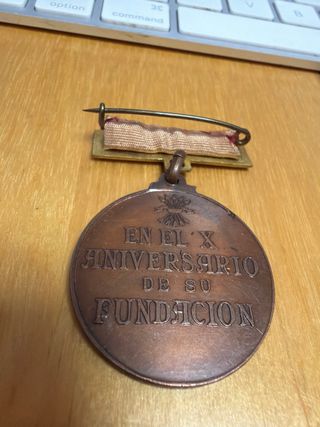 option
command
V
B
EN EL X
ANIVERSARIO
DE SU
FUNDACION